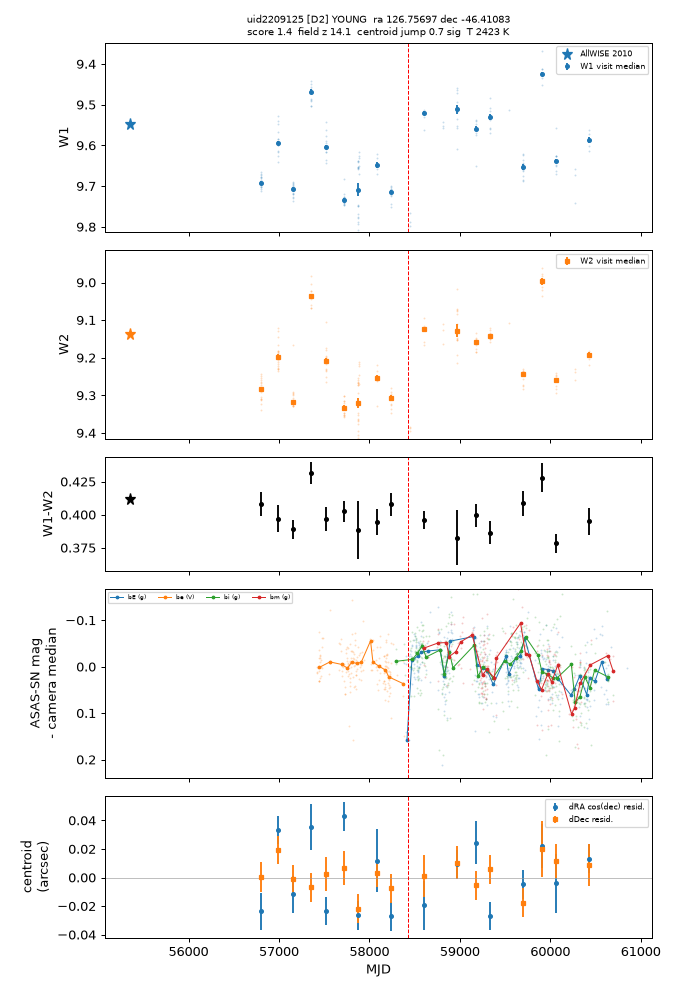 uid2209125 [D2] YOUNG ra 126.75697 dec -46.41083
score 1.4 field z 14.1 centroid jump 0.7 sig T 2423 K
AllWISE 2010
W1 visit median
9.4
9.5
9.6
9.7
9.8
W1
W2 visit median
9.0
9.1
9.2
9.3
9.4
W2
0.425
0.400
0.375
W1-W2
bE (g)
ba (V)
bi (g)
bm (g)
−0.1
0.0
0.1
0.2
ASAS-SN mag
- camera median
dRA cos(dec) resid.
dDec resid.
0.04
0.02
0.00
−0.02
−0.04
centroid
(arcsec)
56000
57000
58000
59000
60000
61000
MJD